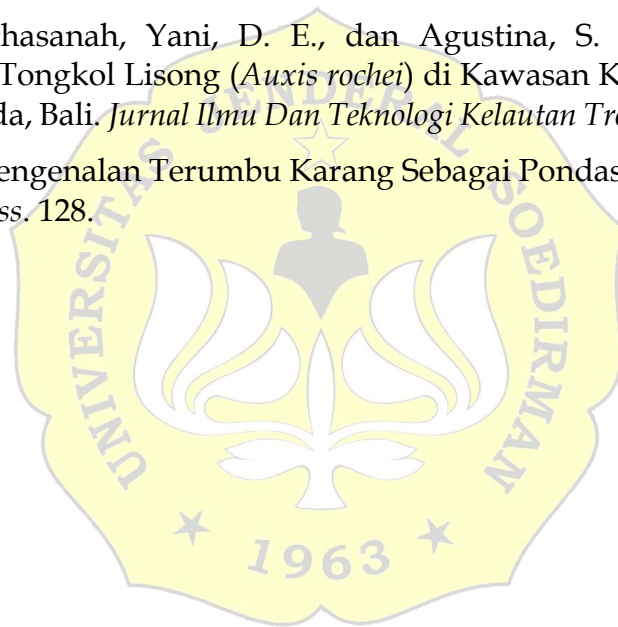 hasanah, Yani, D. E., dan Agustina, S.
Tongkol Lisong (Auxis rochei) di Kawasan K
da, Bali. Jurnal Ilmu Dan Teknologi Kelautan Tr
engenalan Terumbu Karang Sebagai Pondas
ss. 128.
UNIVERSITAS JENDERAL SOEDIRMAN
1963